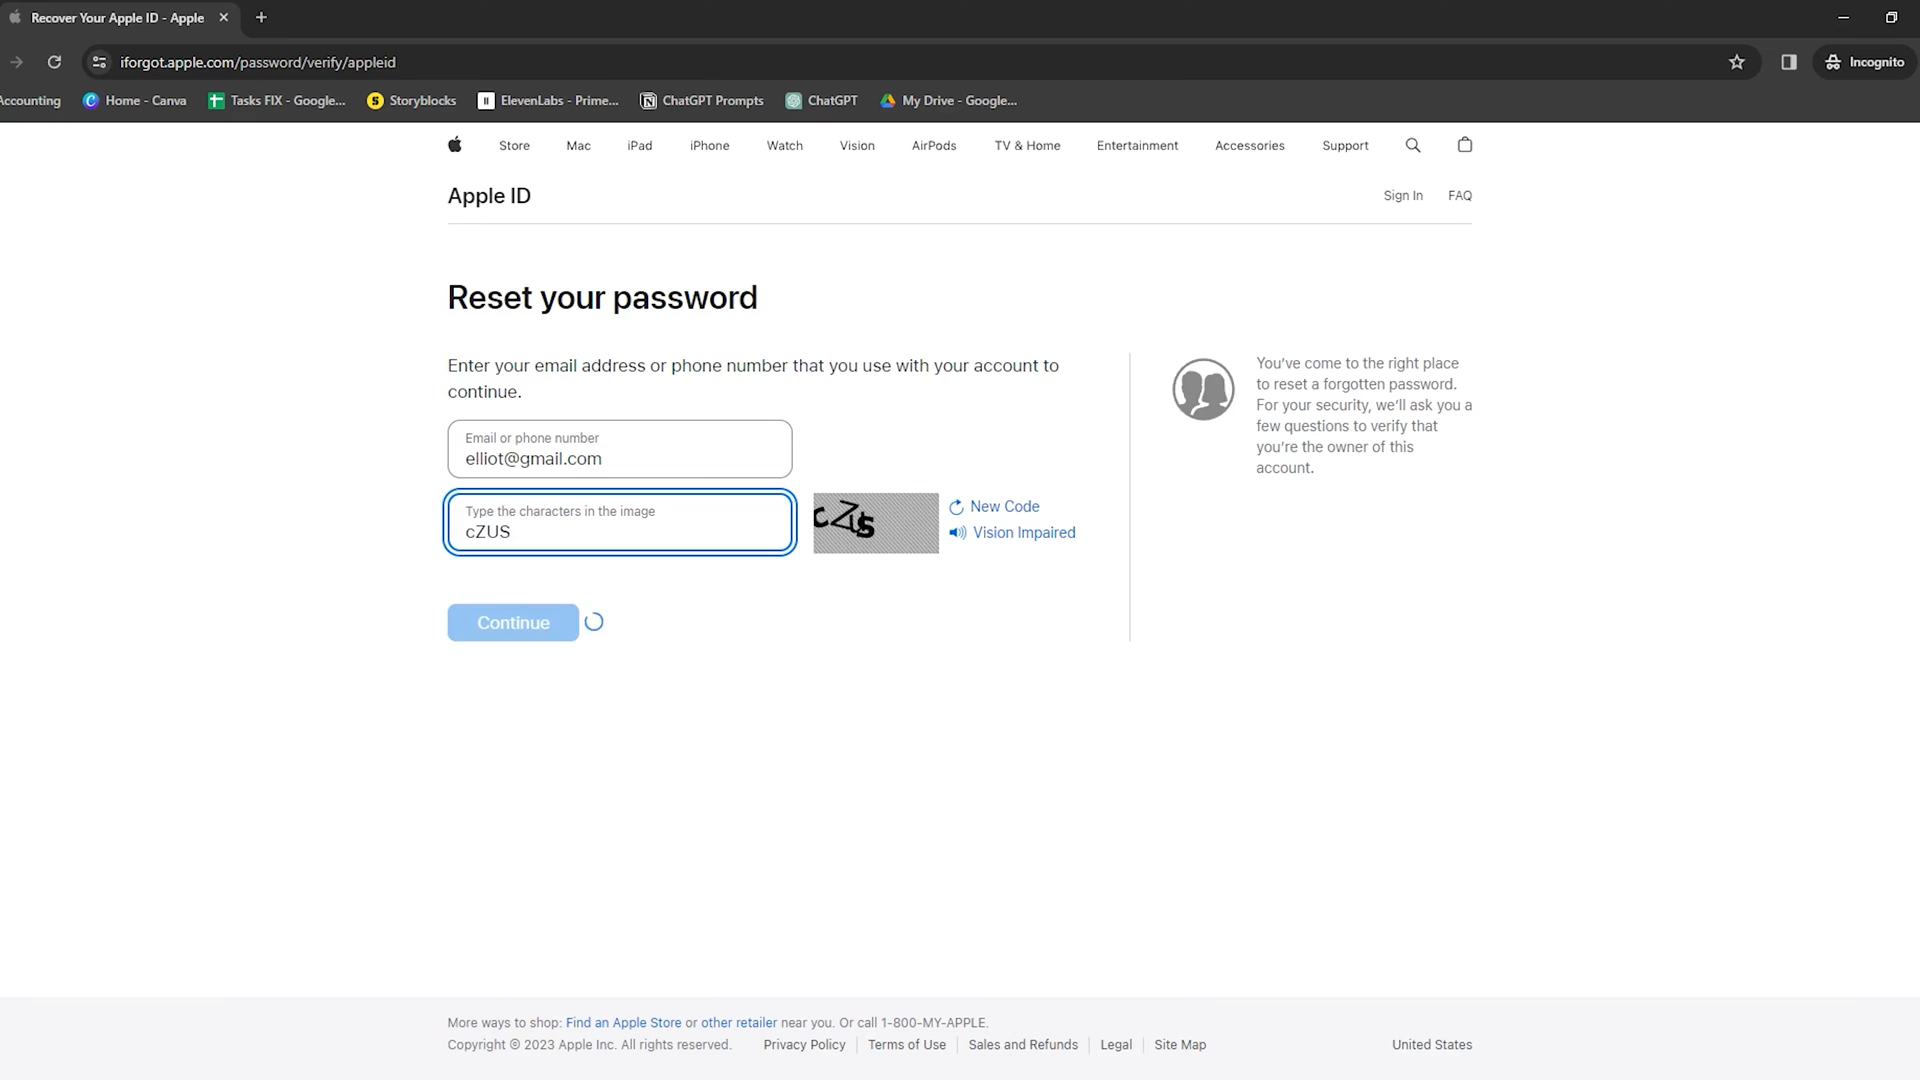 Recover Your Apple ID - Apple
iforgot.apple.com/password/verify/appleid
Incognito
Accounting
Home - Canva
Tasks FIX - Google...
Storyblocks
ElevenLabs - Prime...
ChatGPT Prompts
ChatGPT
My Drive - Google...
Store Mac iPad iPhone Watch Vision AirPods TV & Home Entertainment Accessories Support
Apple ID
Sign In FAQ
Reset your password
Enter your email address or phone number that you use with your account to
continue.
Email or phone number
elliot@gmail.com
Type the characters in the image
cZUS
New Code
Vision Impaired
Continue
You've come to the right place
to reset a forgotten password.
For your security, we'll ask you a
few questions to verify that
you're the owner of this
account.
More ways to shop: Find an Apple Store or other retailer near you. Or call 1-800-MY-APPLE.
Copyright © 2023 Apple Inc. All rights reserved. Privacy Policy Terms of Use Sales and Refunds Legal Site Map United States